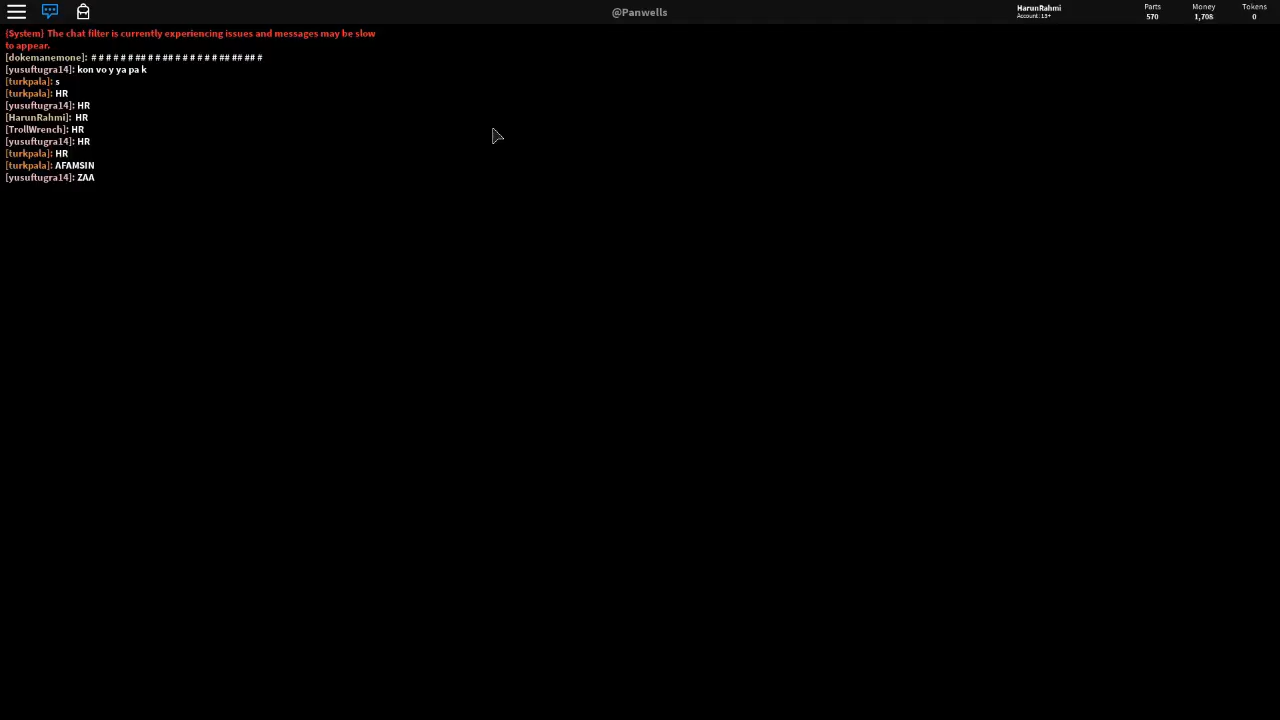 @Panwells
HarunRahmi
Account: 13+
Parts
570
Money
1,708
Tokens
0
{System} The chat filter is currently experiencing issues and messages may be slow
to appear.
[dokemanemone]: # # # # # # ## # ## # # # # # ## ## ## #
[yusuftugra14]: kon vo y ya pa k
[turkpala]: s
[turkpala]: HR
[yusuftugra14]: HR
[HarunRahmi]: HR
[TrollWrench]: HR
[yusuftugra14]: HR
[turkpala]: HR
[turkpala]: AFAMSIN
[yusuftugra14]: ZAA